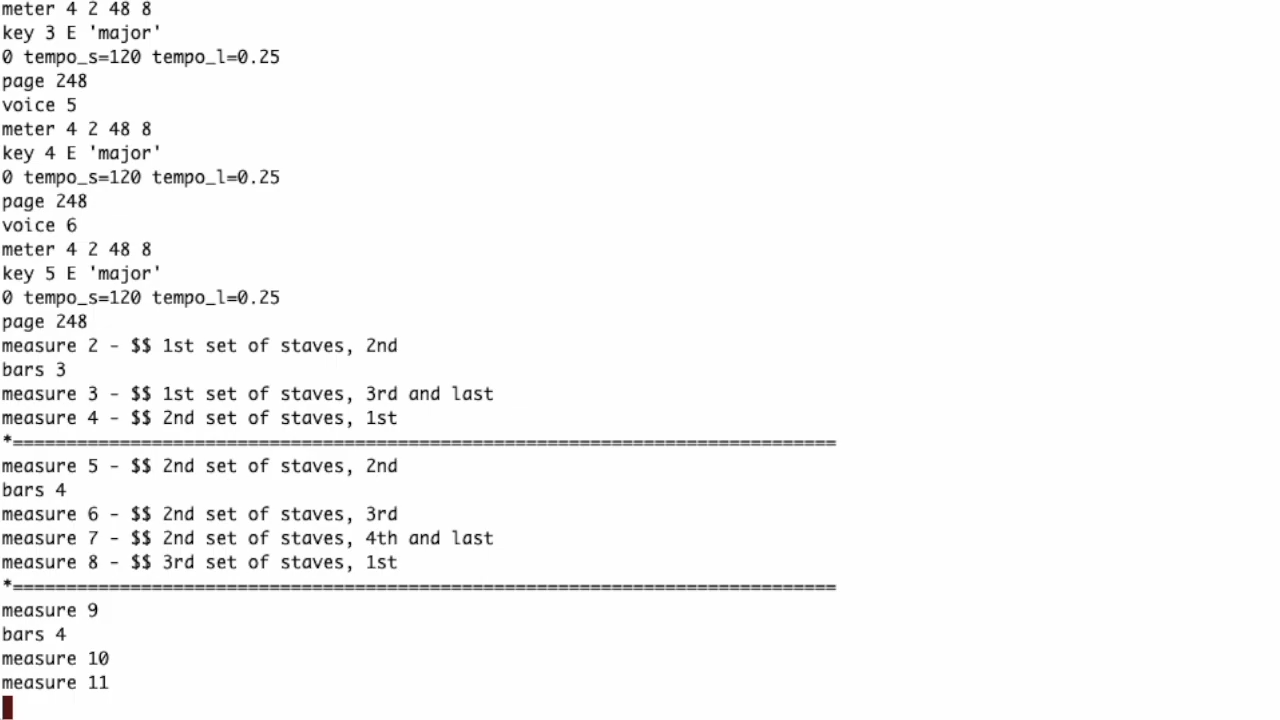 meter 4 2 48 8
key 3 E 'major'
0 tempo_s=120 tempo_l=0.25
page 248
voice 5
meter 4 2 48 8
key 4 E 'major'
0 tempo_s=120 tempo_l=0.25
page 248
voice 6
meter 4 2 48 8
key 5 E 'major'
0 tempo_s=120 tempo_l=0.25
page 248
measure 2 - $$ 1st set of staves, 2nd
bars 3
measure 3 - $$ 1st set of staves, 3rd and last
measure 4 - $$ 2nd set of staves, 1st
*=============================================================================
measure 5 - $$ 2nd set of staves, 2nd
bars 4
measure 6 - $$ 2nd set of staves, 3rd
measure 7 - $$ 2nd set of staves, 4th and last
measure 8 - $$ 3rd set of staves, 1st
*=============================================================================
measure 9
bars 4
measure 10
measure 11